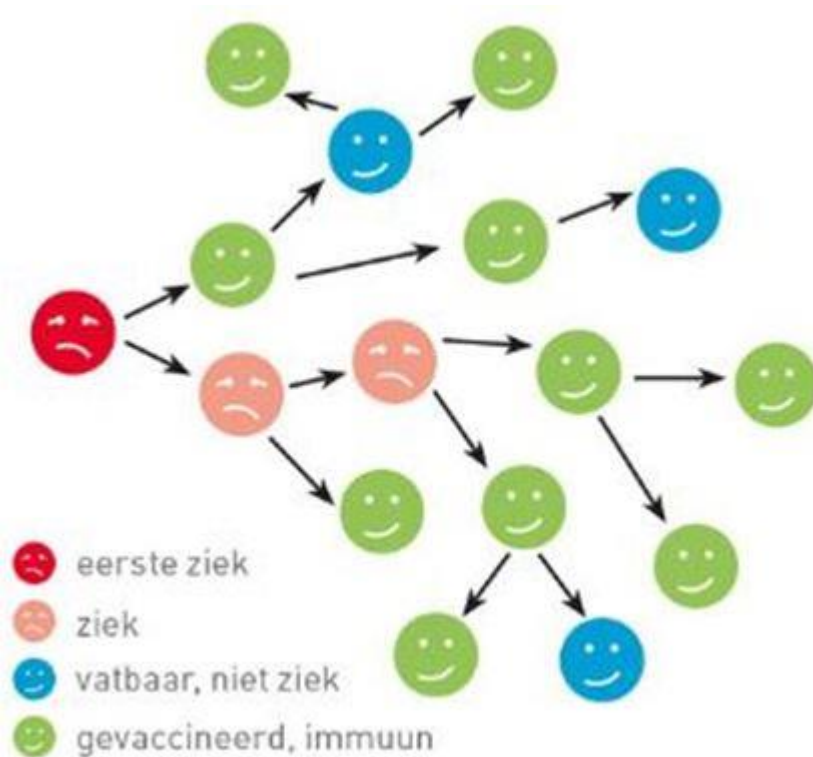 eerste ziek
ziek
vatbaar, niet ziek
gevaccineerd, immuun